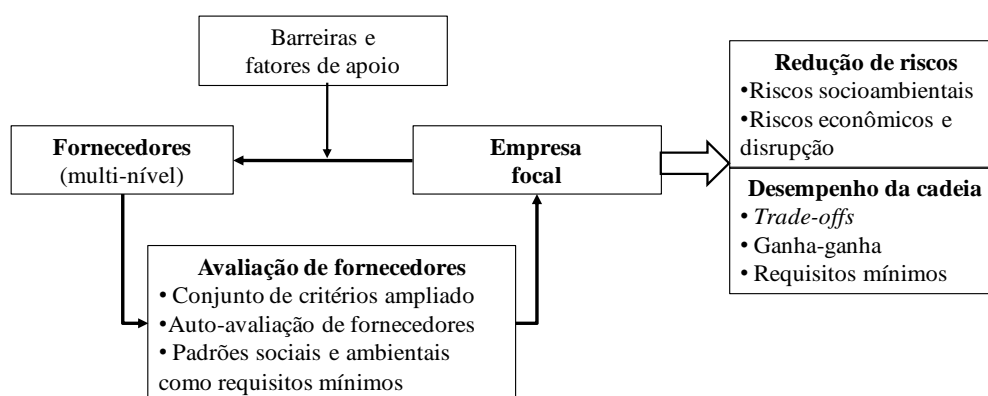 Barreiras e
fatores de apoio
Fornecedores
(multi-nível)
Empresa
focal
Redução de riscos
•Riscos socioambientais
•Riscos econômicos e
disrupção
Desempenho da cadeia
• Trade-offs
• Ganha-ganha
• Requisitos mínimos
Avaliação de fornecedores
• Conjunto de critérios ampliado
•Auto-avaliação de fornecedores
• Padrões sociais e ambientais
como requisitos mínimos